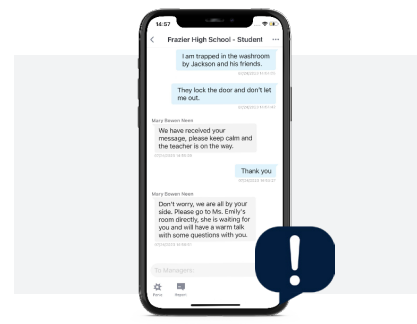 14:57
Frazier High School - Student
I am trapped in the washroom
by Jackson and his friends.
They lock the door and don't let
me out.
Mary Bowen Neen
We have received your
message, please keep calm and
the teacher is on the way.
Thank you
Mary Bowen Neen
Don't worry, we are all by your
side. Please go to Ms. Emily's
room directly, she is waiting for
you and will have a warm talk
with some questions with you.
To Managers
Panic
Report